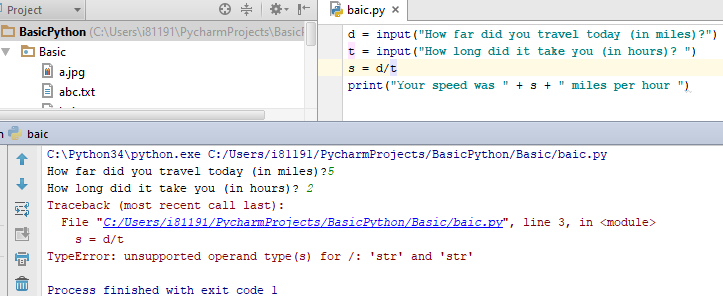 Project
baic.py
BasicPython (C:\Users\i81191\PycharmProjects\BasicP
Basic
a.jpg
abc.txt
d = input("How far did you travel today (in miles)?")
t = input("How long did it take you (in hours)? ")
s = d/t
print("Your speed was " + s + " miles per hour ")
baic
C:\Python34\python.exe C:/Users/i81191/PycharmProjects/BasicPython/Basic/baic.py
How far did you travel today (in miles)?5
How long did it take you (in hours)? 2
Traceback (most recent call last):
File "C:/Users/i81191/PycharmProjects/BasicPython/Basic/baic.py", line 3, in <module>
s = d/t
TypeError: unsupported operand type(s) for /: 'str' and 'str'
Process finished with exit code 1